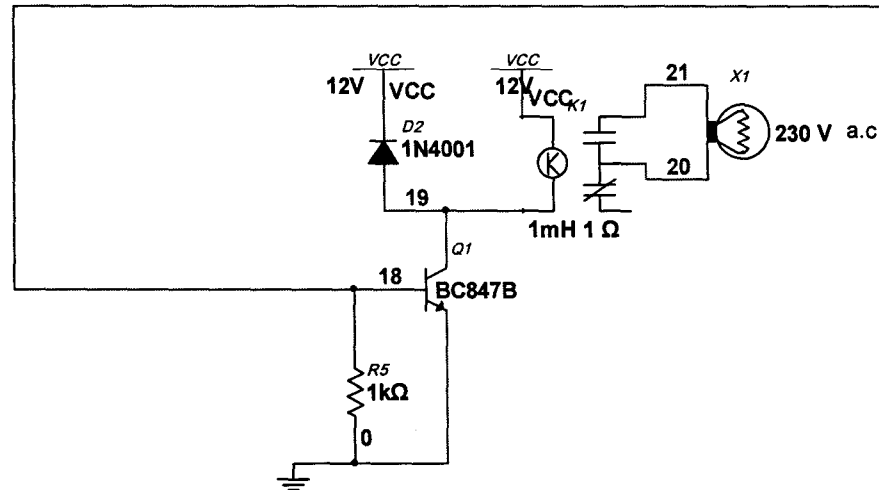 VCC
12V
VCC
D2
1N4001
VCC
12V
VCC
K1
21
X1
230 V a.c
20
19
1mH 1 Ω
Q1
18
BC847B
R5
1kΩ
0
K